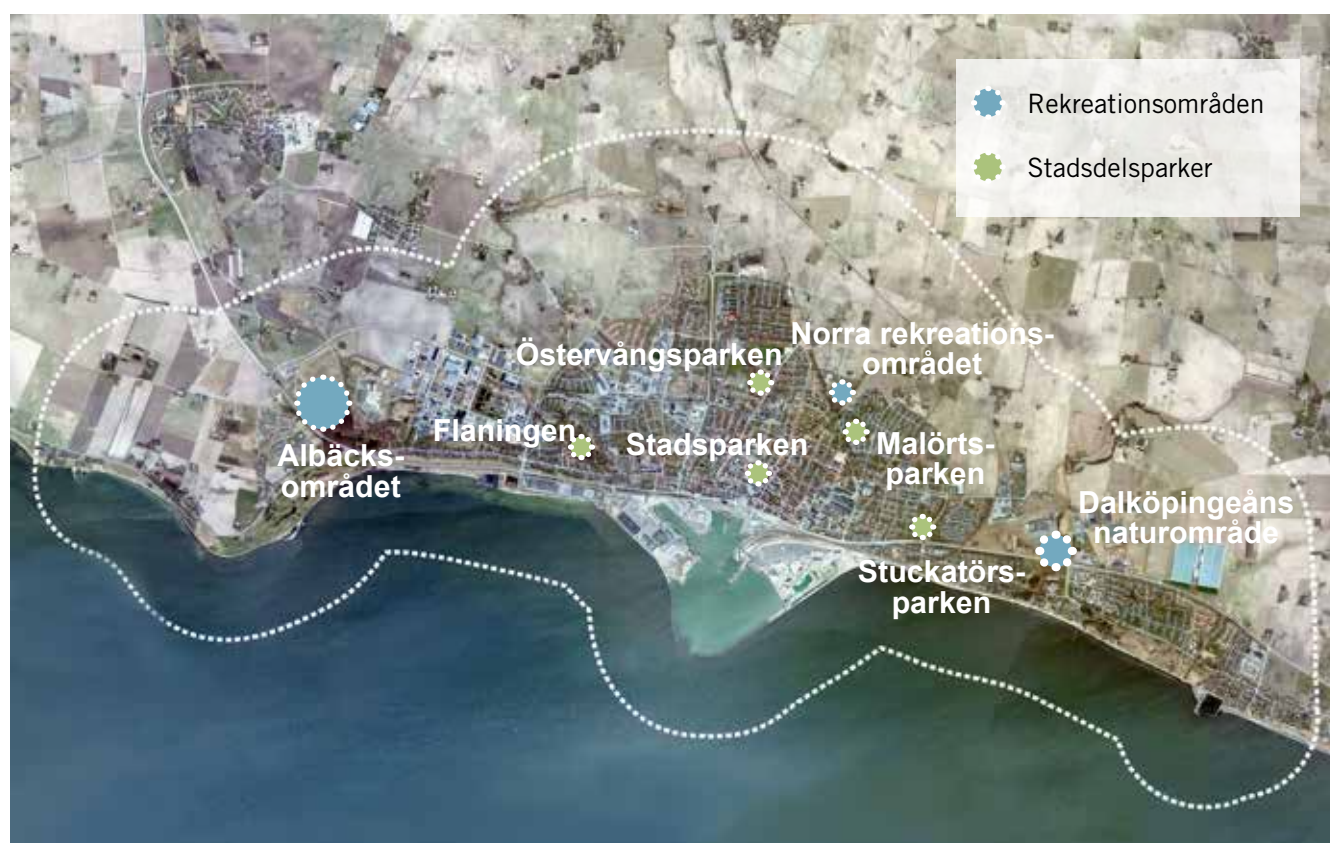 Rekreationsområden
Stadsdelsparker
Östervångsparken
Norra rekreations-
området
Flaningen
Stadsparken
Malörts-
parken
Albäcks-
området
Dalköpingeåns
naturområde
Stuckatörs-
parken